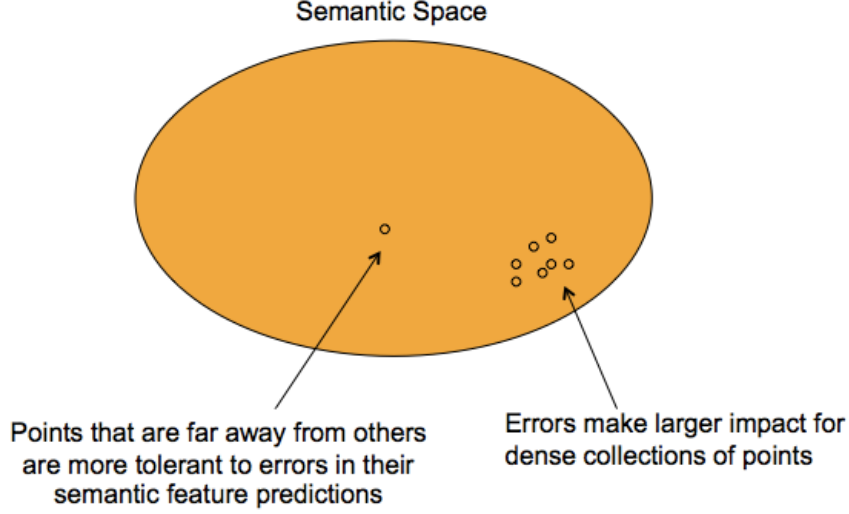 Semantic Space
Points that are far away from others
are more tolerant to errors in their
semantic feature predictions
Errors make larger impact for
dense collections of points